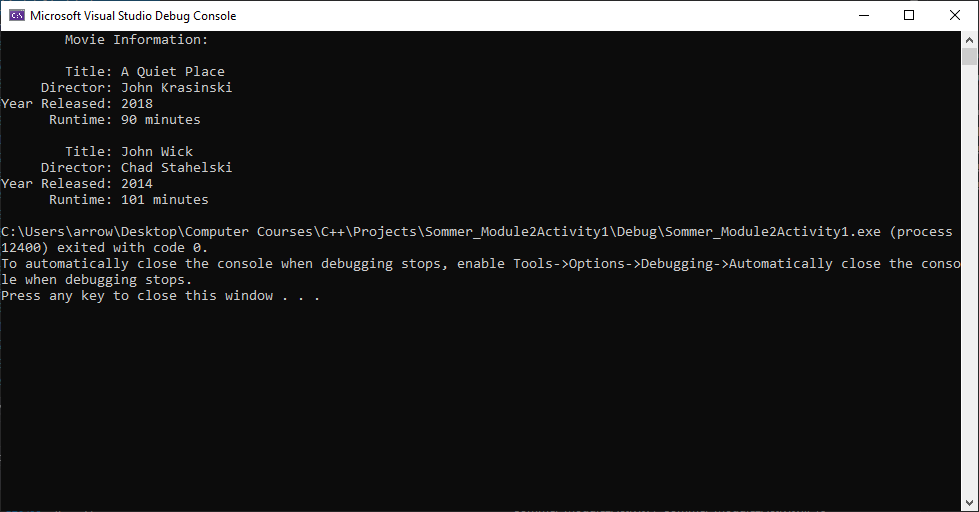 Microsoft Visual Studio Debug Console
Movie Information:
Title: A Quiet Place
Director: John Krasinski
Year Released: 2018
Runtime: 90 minutes
Title: John Wick
Director: Chad Stahelski
Year Released: 2014
Runtime: 101 minutes
C:\Users\arrow\Desktop\Computer Courses\C++\Projects\Sommer_Module2Activity1\Debug\Sommer_Module2Activity1.exe (process
12400) exited with code 0.
To automatically close the console when debugging stops, enable Tools->Options->Debugging->Automatically close the conso
le when debugging stops.
Press any key to close this window . . .